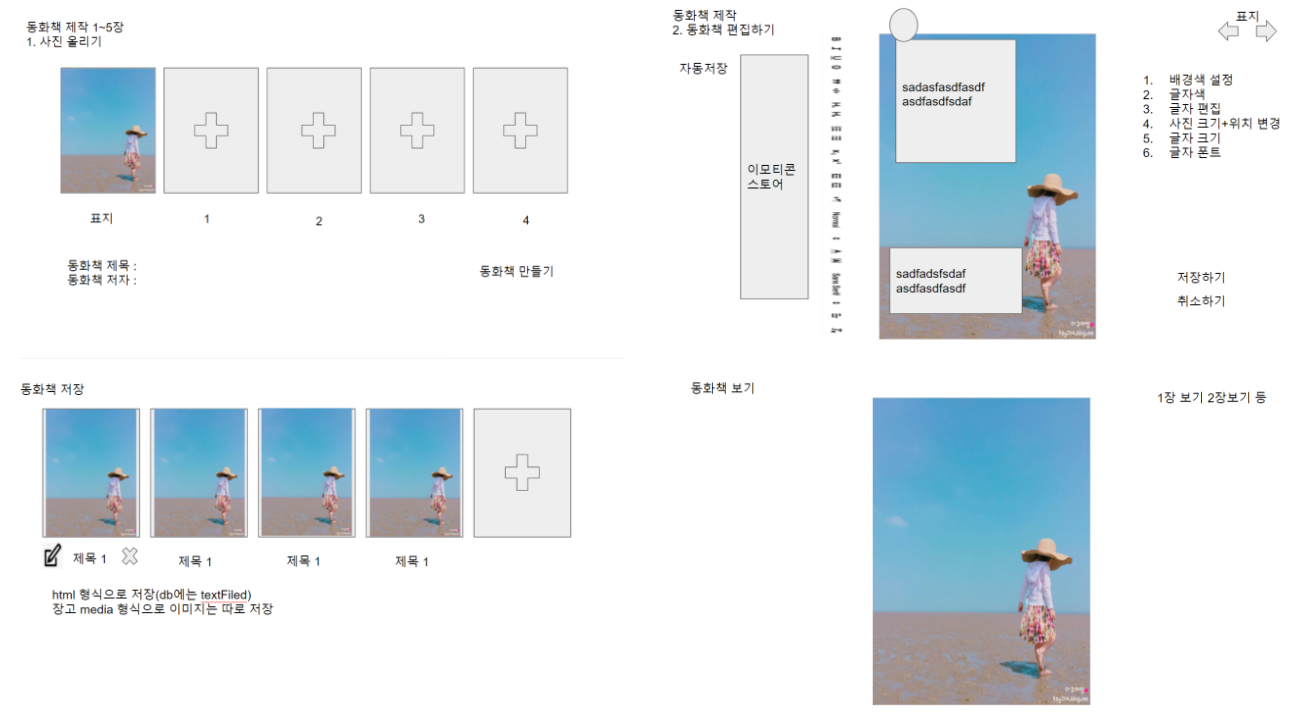 동화책 제작 1~5장
1. 사진 올리기
표지
1
2
3
4
동화책 제목 :
동화책 저자 :
동화책 만들기
동화책 제작
2. 동화책 편집하기
자동저장
이모티콘
스토어
Normal
Sans Serif
sadasfasdfasdf
asdfasdfsdaf
sadfadsfsdaf
asdfasdfasdf
표지
1. 배경색 설정
2. 글자색
3. 글자 편집
4. 사진 크기+위치 변경
5. 글자 크기
6. 글자 폰트
저장하기
취소하기
동화책 저장
제목 1
제목 1
제목 1
제목 1
html 형식으로 저장(db에는 textFiled)
장고 media 형식으로 이미지는 따로 저장
동화책 보기
1장 보기 2장보기 등